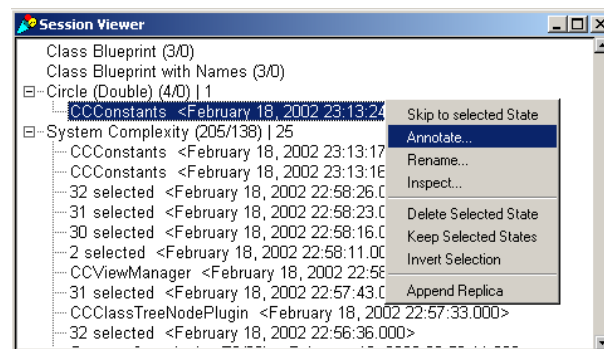 Session Viewer
Class Blueprint (3/0)
Class Blueprint with Names (3/0)
Circle (Double) (4/0) | 1
CCConstants <February 18, 2002 23:13:24
System Complexity (205/138) | 25
CCConstants <February 18, 2002 23:13:17
CCConstants <February 18, 2002 23:13:16
32 selected <February 18, 2002 22:58:26.0
31 selected <February 18, 2002 22:58:23.0
30 selected <February 18, 2002 22:58:16.0
2 selected <February 18, 2002 22:58:11.00
CCViewManager <February 18, 2002 22:58
31 selected <February 18, 2002 22:57:43.0
CCClassTreeNodePlugin <February 18, 2002 22:57:33.000>
32 selected <February 18, 2002 22:56:36.000>
Skip to selected State
Annotate...
Rename...
Inspect...
Delete Selected State
Keep Selected States
Invert Selection
Append Replica